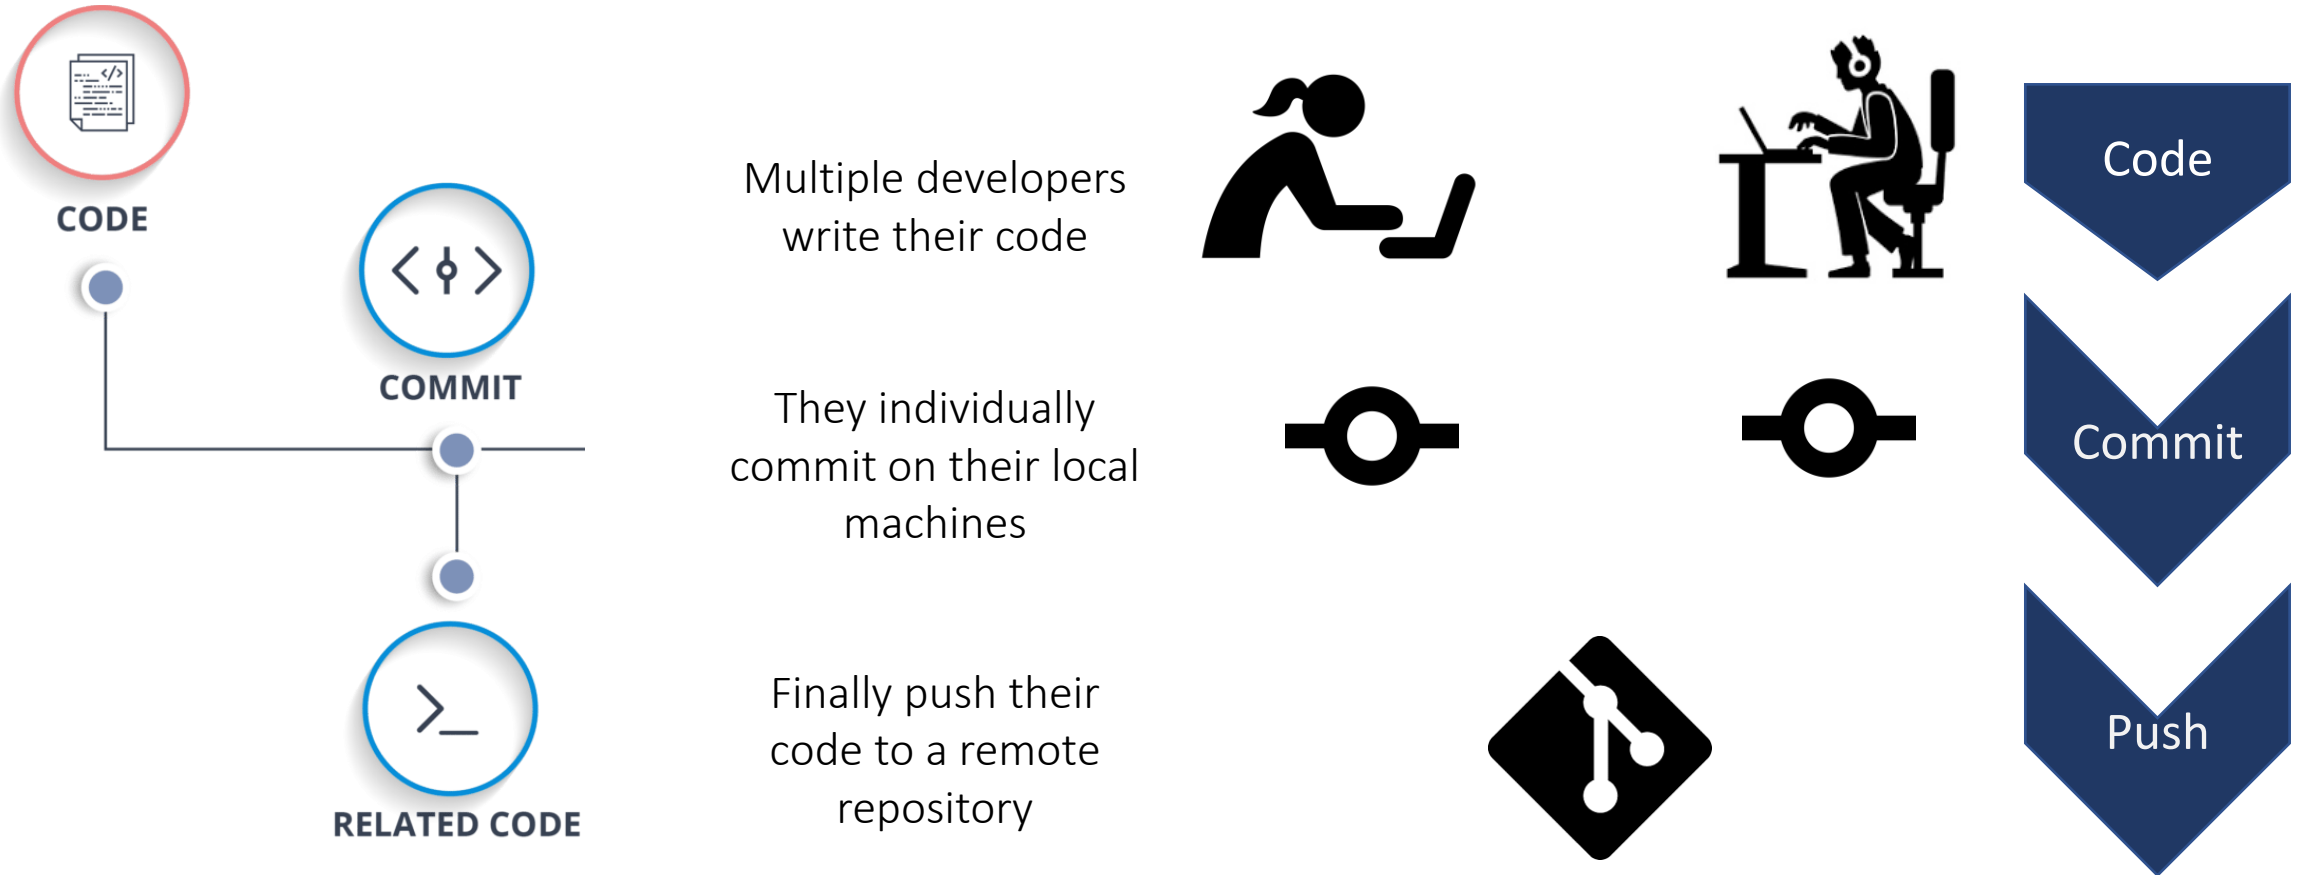 CODE
COMMIT
RELATED CODE
Multiple developers
write their code
They individually
commit on their local
machines
Finally push their
code to a remote
repository
Code
Commit
Push